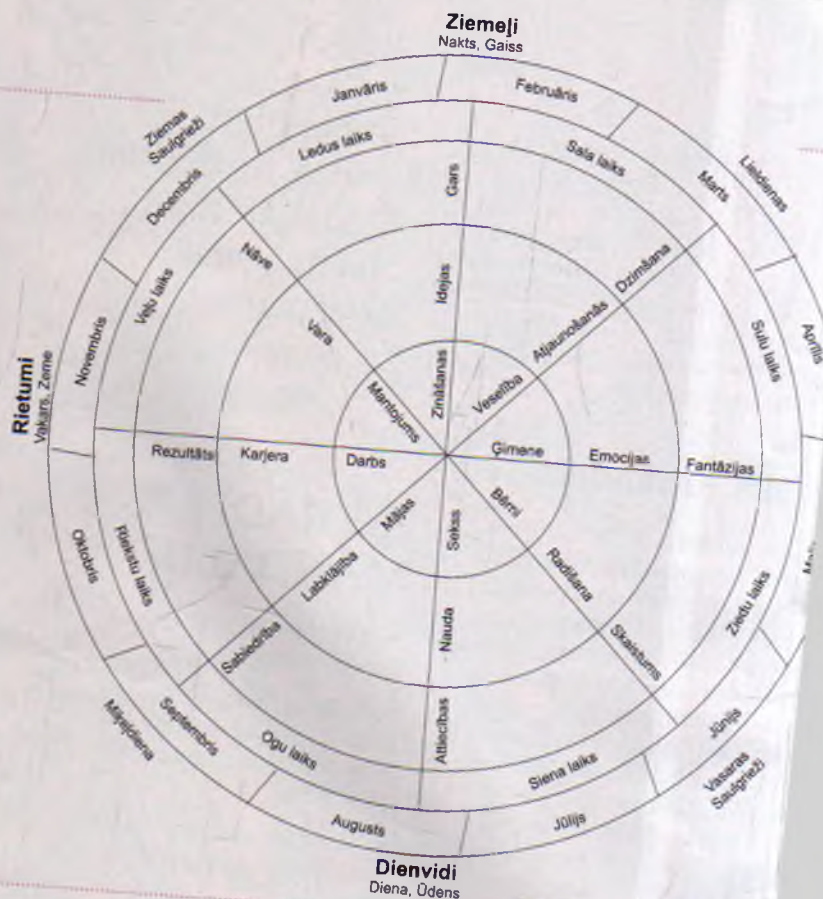 Ziemeļi
Nakts, Gaiss
Janvāris
Februāris
Ziemas
Saulgrieži
Ledus laiks
Sala laiks
Marts
Lieldienas
Decembris
Gars
Nāve
Dzimšana
Veļu laiks
Idejas
Atjaunošanās
Sulu laiks
Aprīlis
Novembris
Vara
Zināšanas
Veselība
Rietumi
Vakars, Zeme
Mantojums
Rezultāts
Karjera
Darbs
Ģimene
Emocijas
Fantāzijas
Mājas
Sekss
Bērni
Oktobris
Riekstu laiks
Labklājība
Radīšana
Ziedu laiks
Sabiedrība
Nauda
Skaistums
Miķeļdiena
Septembris
Ogu laiks
Attiecības
Siena laiks
Jūnijs
Vasaras
Saulgrieži
Augusts
Jūlijs
Dienvidi
Diena, Ūdens